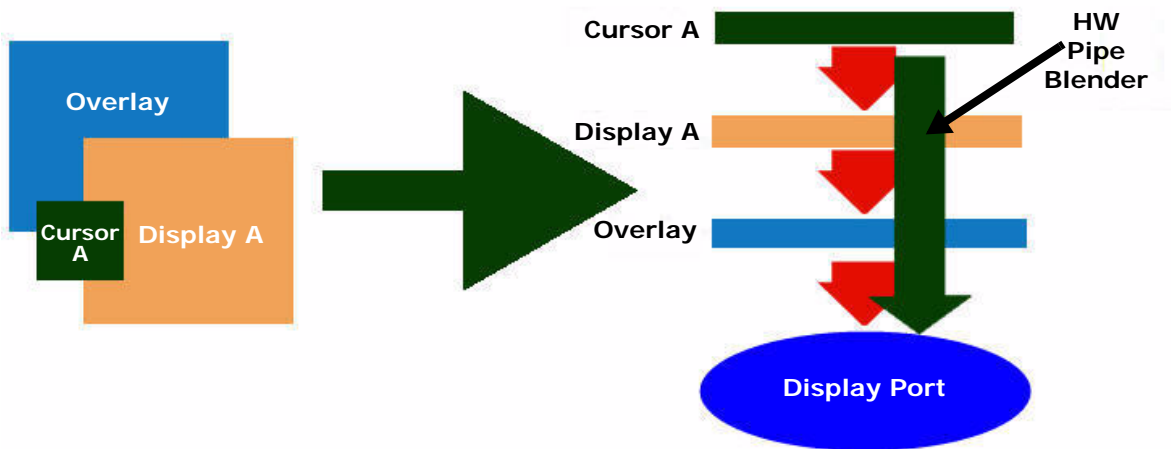 Overlay
Display A
Cursor
A
Cursor A
Display A
Overlay
HW
Pipe
Blender
Display Port